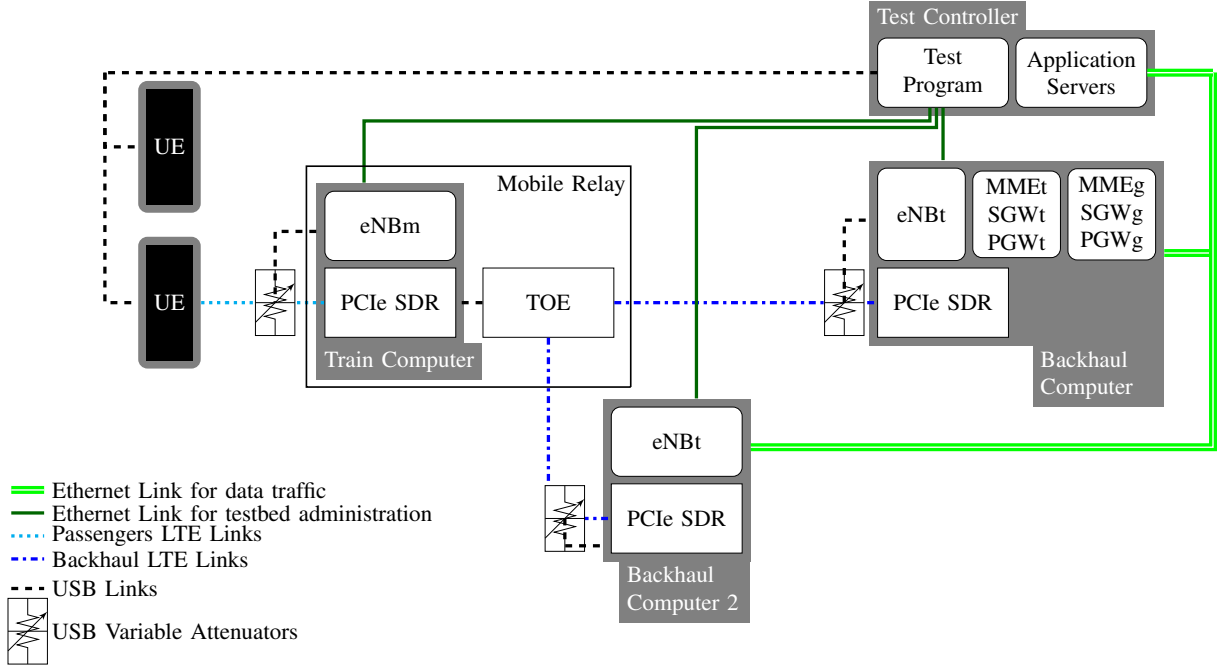 Test Controller
Test
Program
Application
Servers
UE
Mobile Relay
eNBm
eNBt
MMEt
SGWt
PGWt
MMEg
SGWg
PGWg
UE
PCIe SDR
TOE
PCIe SDR
Train Computer
Backhaul
Computer
eNBt
PCIe SDR
Backhaul
Computer 2
Ethernet Link for data traffic
Ethernet Link for testbed administration
Passengers LTE Links
Backhaul LTE Links
USB Links
USB Variable Attenuators